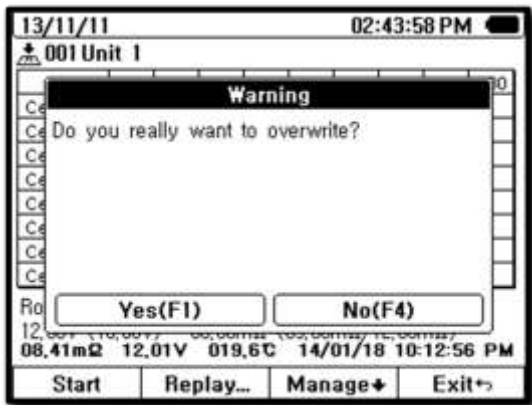 13/11/11 02:43:58 PM
001 Unit 1
Warning
Do you really want to overwrite?
Yes(F1) No(F4)
08,41mΩ 12,01V 019,6℃ 14/01/18 10:12:56 PM
Start Replay... Manage Exit